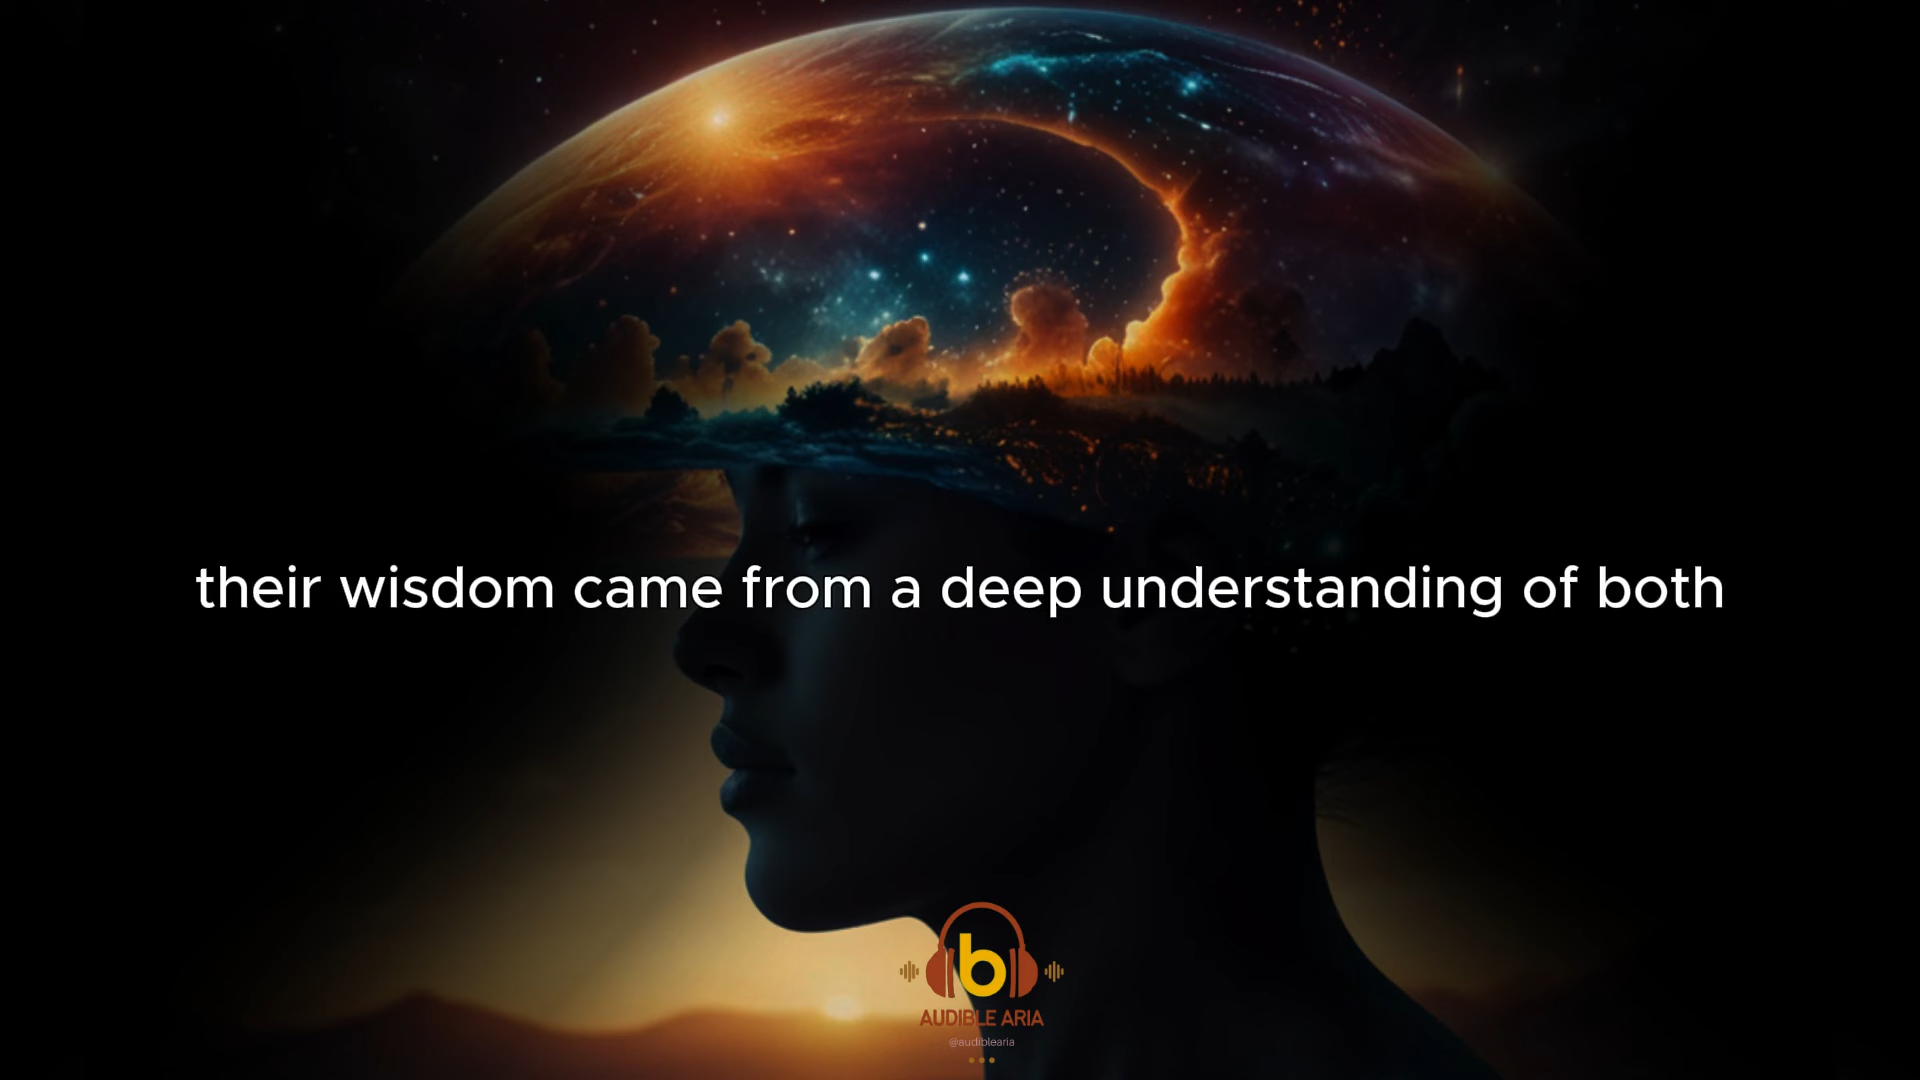 their wisdom came from a deep understanding of both
b
AUDIBLE ARIA
@audiblearia